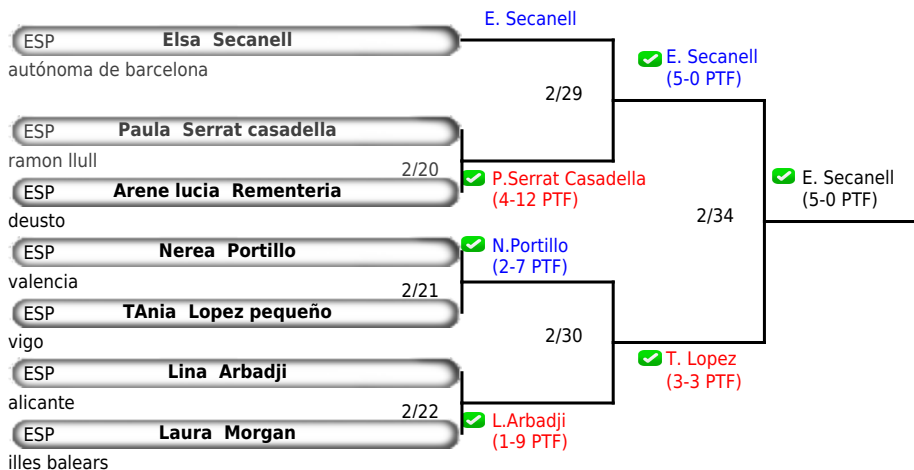 E. Secanell
ESP Elsa Secanell
autónoma de barcelona
E. Secanell
(5-0 PTF)
2/29
ESP Paula Serrat casadella
ramon llull
2/20
P.Serrat Casadella
(4-12 PTF)
E. Secanell
(5-0 PTF)
ESP Arene lucia Rementeria
deusto
2/34
ESP Nerea Portillo
N.Portillo
(2-7 PTF)
valencia
2/21
ESP TAnia Lopez pequeño
vigo
2/30
T. Lopez
(3-3 PTF)
ESP Lina Arbadji
alicante
2/22
L.Arbadji
(1-9 PTF)
ESP Laura Morgan
illes balears